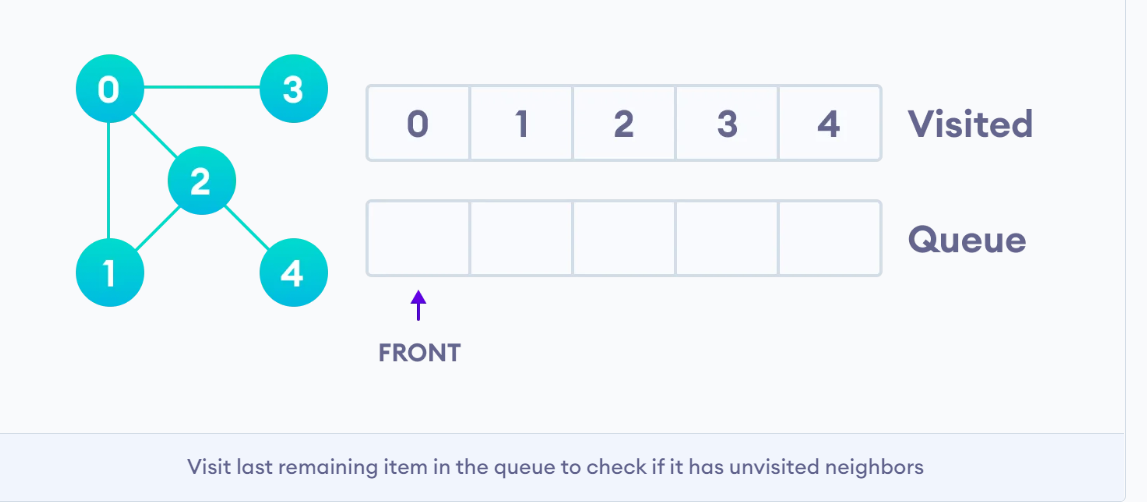 0
3
2
1
4
0 1 2 3 4 Visited
Queue
FRONT
Visit last remaining item in the queue to check if it has unvisited neighbors